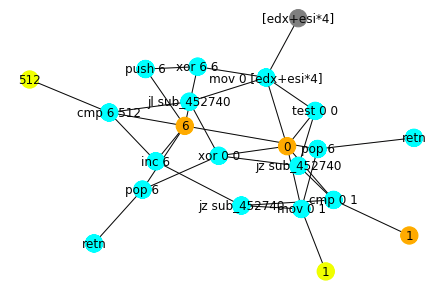 [edx+esi*4]
push 6
xor 6 6
mov 0 [edx+esi*4]
512
cmp 6 512
jl sub_452740
test 0 0
6
retn
0
pop 6
inc 6
xor 0 0
jz sub_452740
pop 6
jz sub_452740
mov 0 1
cmp 0 1
retn
1
1